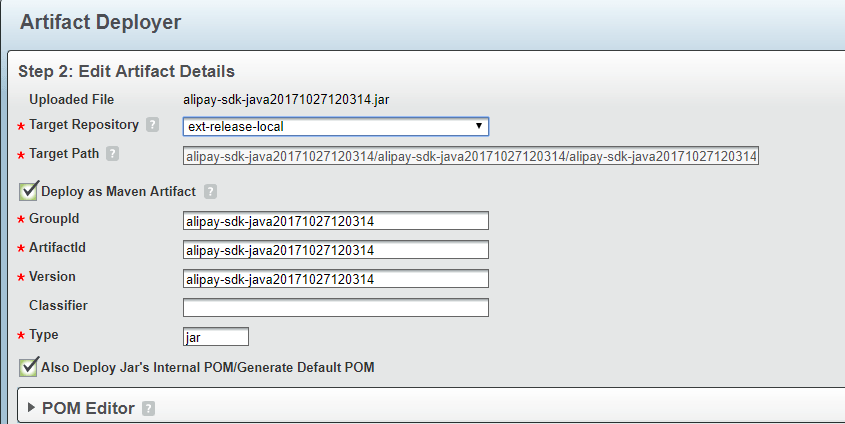 Artifact Deployer
Step 2: Edit Artifact Details
Uploaded File alipay-sdk-java20171027120314.jar
* Target Repository ? ext-release-local
* Target Path ? alipay-sdk-java20171027120314/alipay-sdk-java20171027120314/alipay-sdk-java20171027120314
Deploy as Maven Artifact ?
* GroupId alipay-sdk-java20171027120314
* ArtifactId alipay-sdk-java20171027120314
* Version alipay-sdk-java20171027120314
Classifier
* Type jar
Also Deploy Jar's Internal POM/Generate Default POM
POM Editor ?